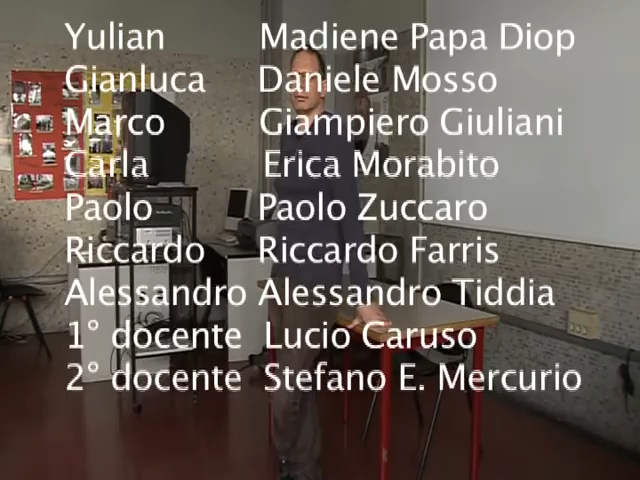 Yulian Madiene Papa Diop
Gianluca Daniele Mosso
Marco Giampiero Giuliani
Carla Erica Morabito
Paolo Paolo Zuccaro
Riccardo Riccardo Farris
Alessandro Alessandro Tiddia
1° docente Lucio Caruso
2° docente Stefano E. Mercurio